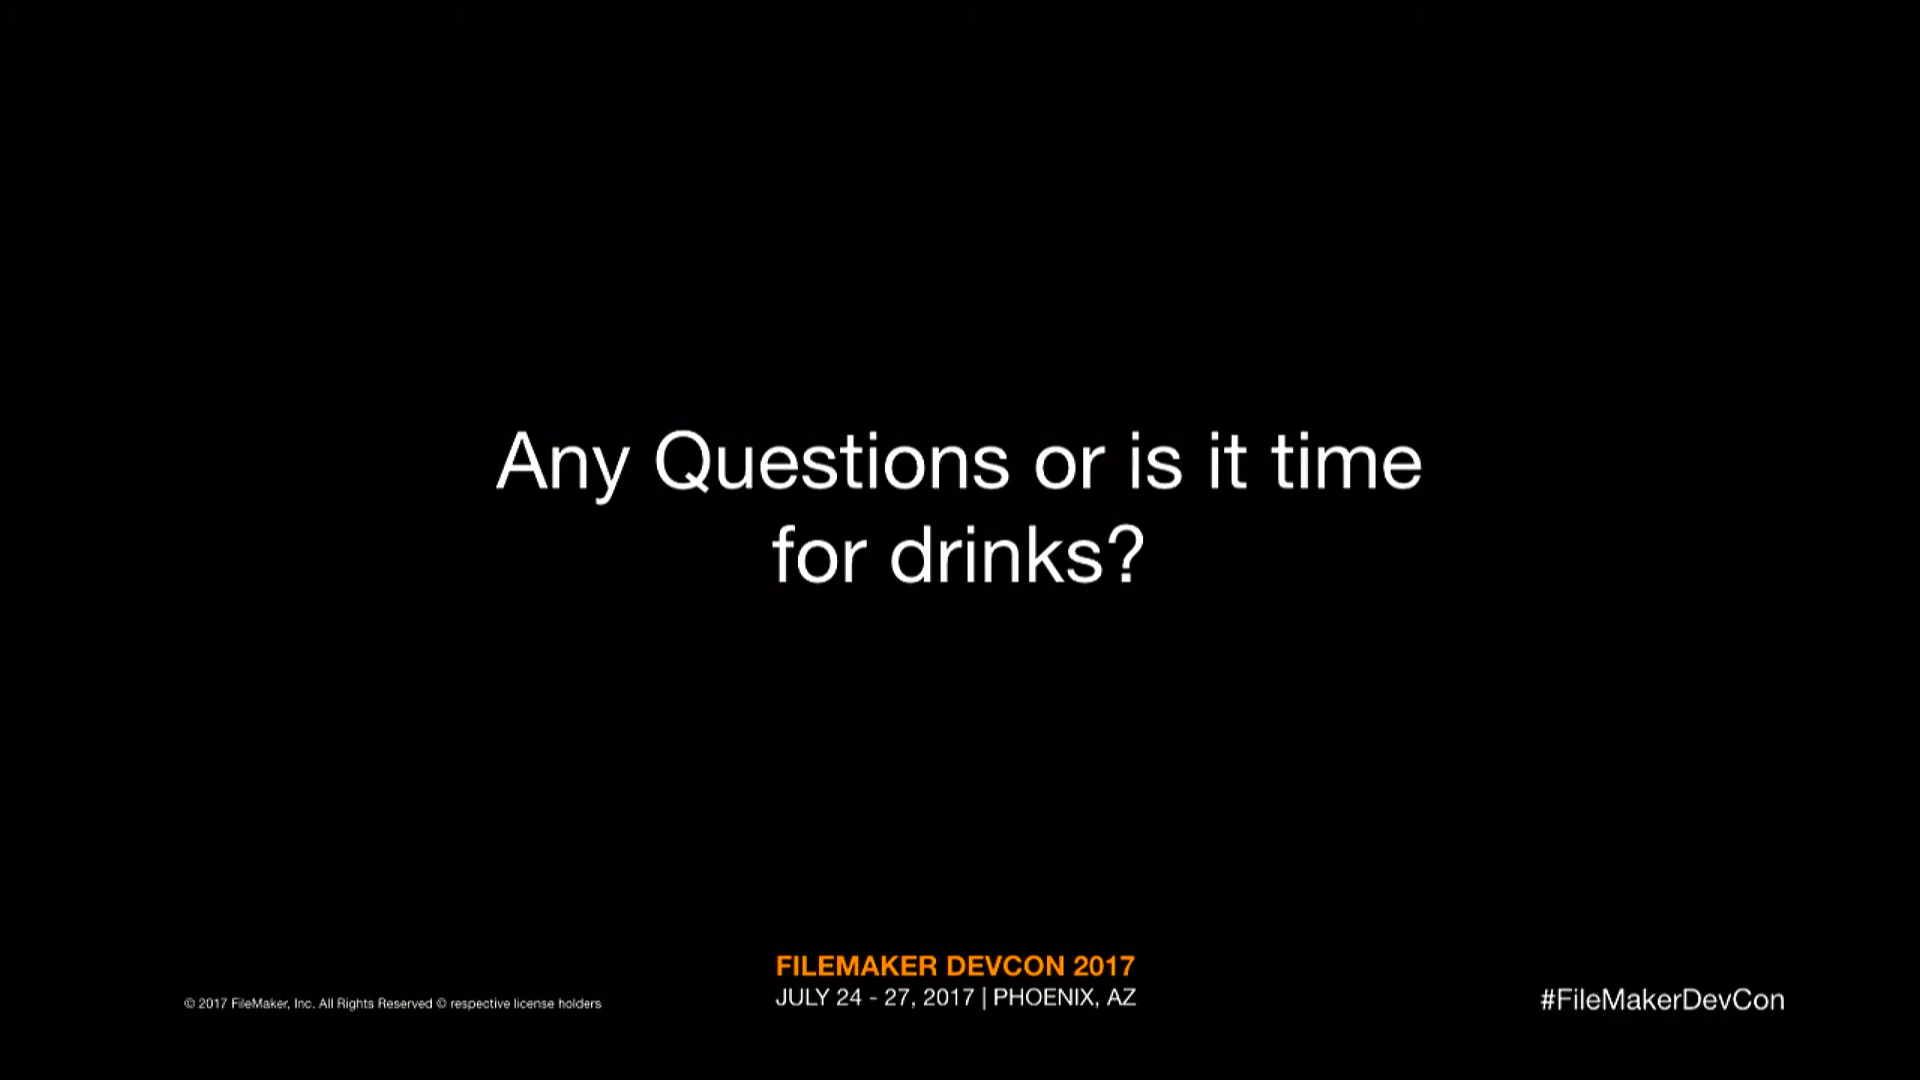 Any Questions or is it time
for drinks?
FILEMAKER DEVCON 2017
JULY 24 - 27, 2017 | PHOENIX, AZ
© 2017 FileMaker, Inc. All Rights Reserved © respective license holders
#FileMakerDevCon